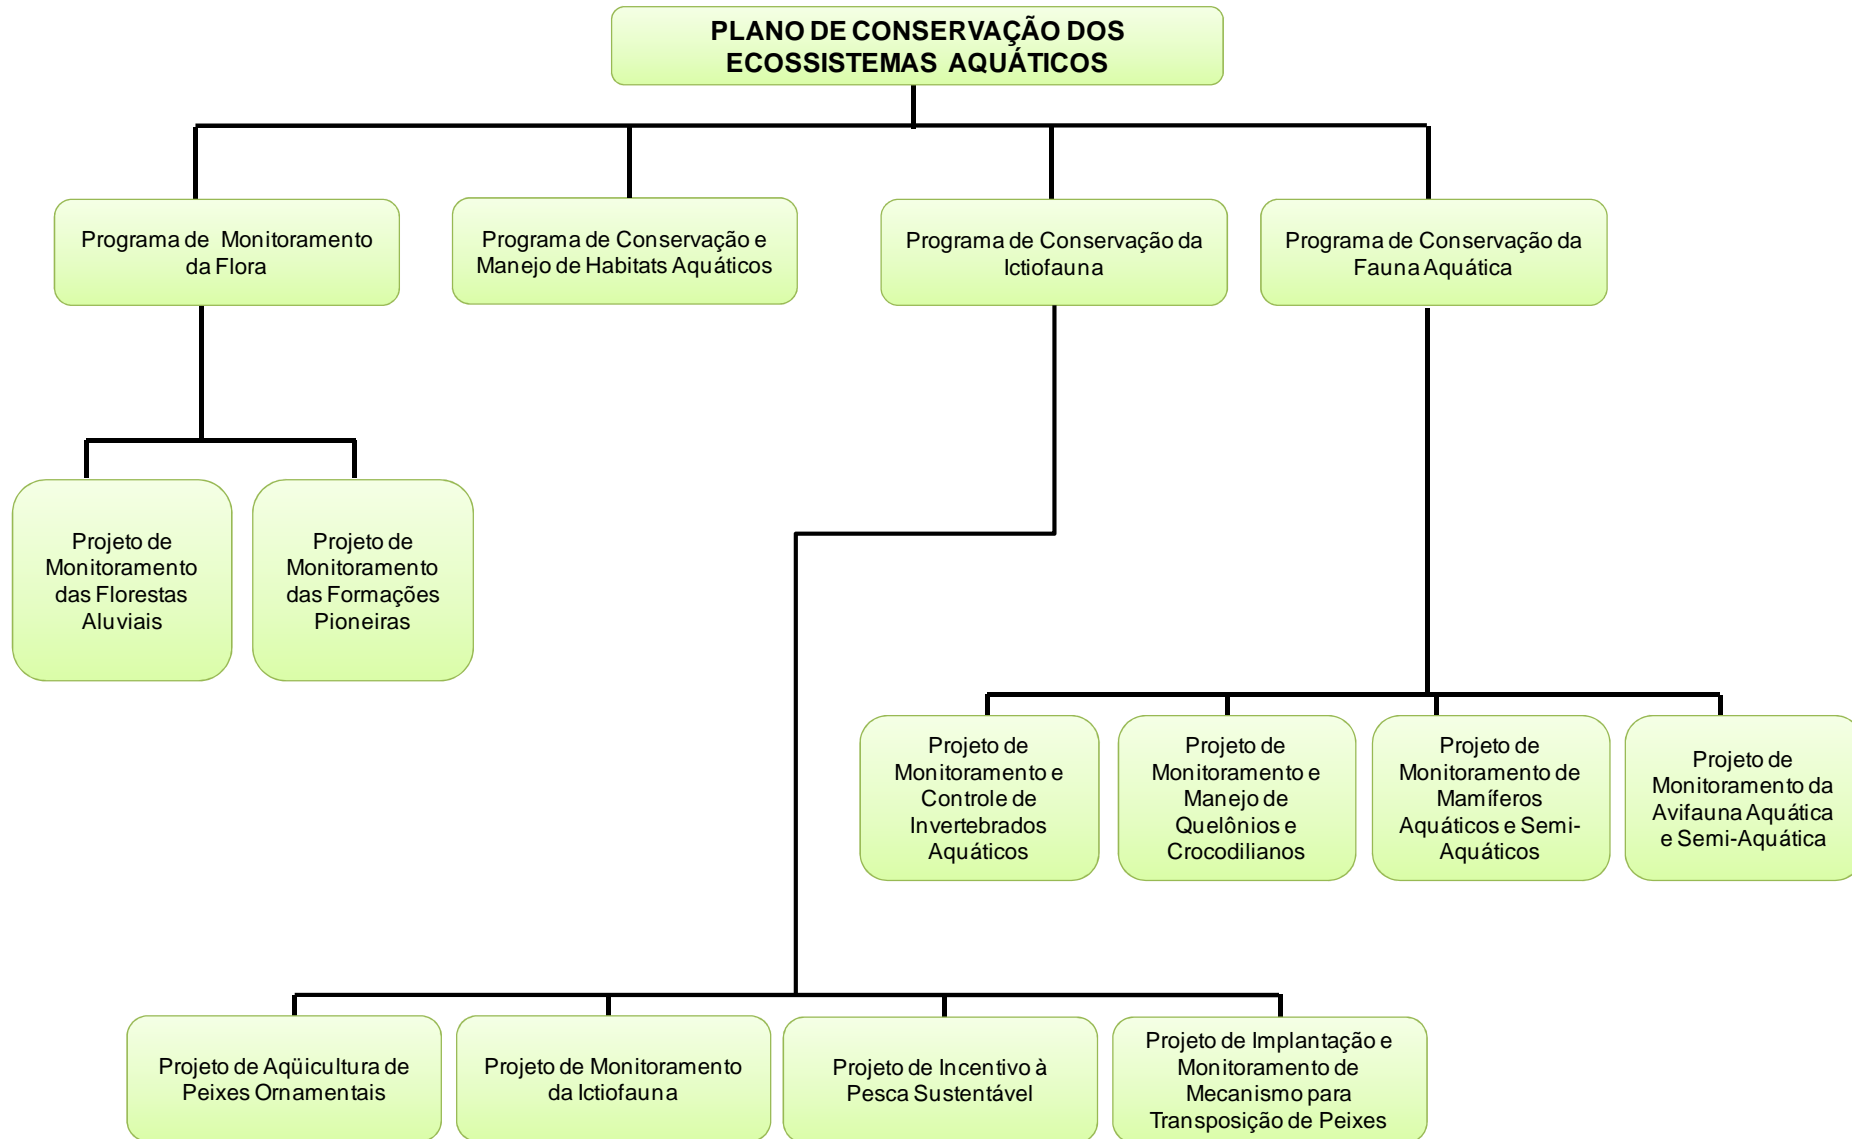 PLANO DE CONSERVAÇÃO DOS
ECOSSISTEMAS AQUÁTICOS
Programa de Monitoramento
da Flora
Programa de Conservação e
Manejo de Habitats Aquáticos
Programa de Conservação da
Ictiofauna
Programa de Conservação da
Fauna Aquática
Projeto de
Monitoramento
das Florestas
Aluviais
Projeto de
Monitoramento
das Formações
Pioneiras
Projeto de
Monitoramento e
Controle de
Invertebrados
Aquáticos
Projeto de
Monitoramento e
Manejo de
Quelônios e
Crocodilianos
Projeto de
Monitoramento de
Mamíferos
Aquáticos e Semi-
Aquáticos
Projeto de
Monitoramento da
Avifauna Aquática
e Semi-Aquática
Projeto de Aqüicultura de
Peixes Ornamentais
Projeto de Monitoramento
da Ictiofauna
Projeto de Incentivo à
Pesca Sustentável
Projeto de Implantação e
Monitoramento de
Mecanismo para
Transposição de Peixes